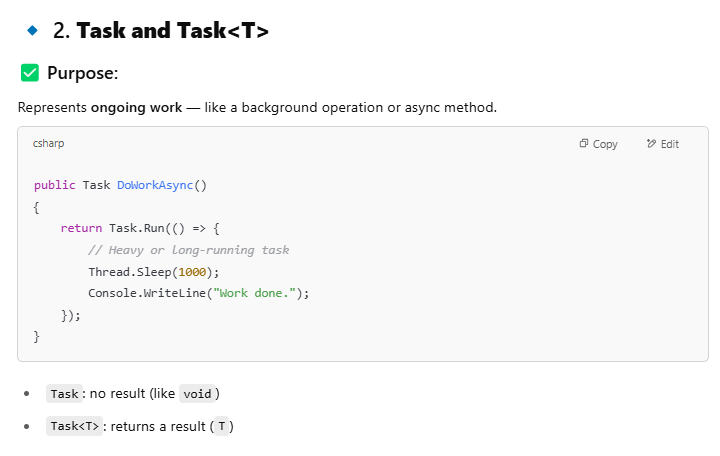 2. Task and Task<T>
Purpose:
Represents ongoing work — like a background operation or async method.
csharp
Copy
Edit
public Task DoWorkAsync()
{
    return Task.Run(() => {
        // Heavy or long-running task
        Thread.Sleep(1000);
        Console.WriteLine("Work done.");
    });
}
Task: no result (like void)
Task<T>: returns a result (T)